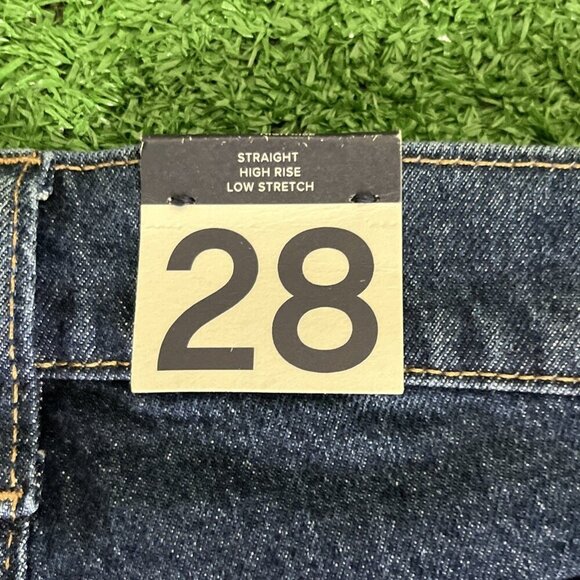 STRAIGHT
HIGH RISE
LOW STRETCH
28